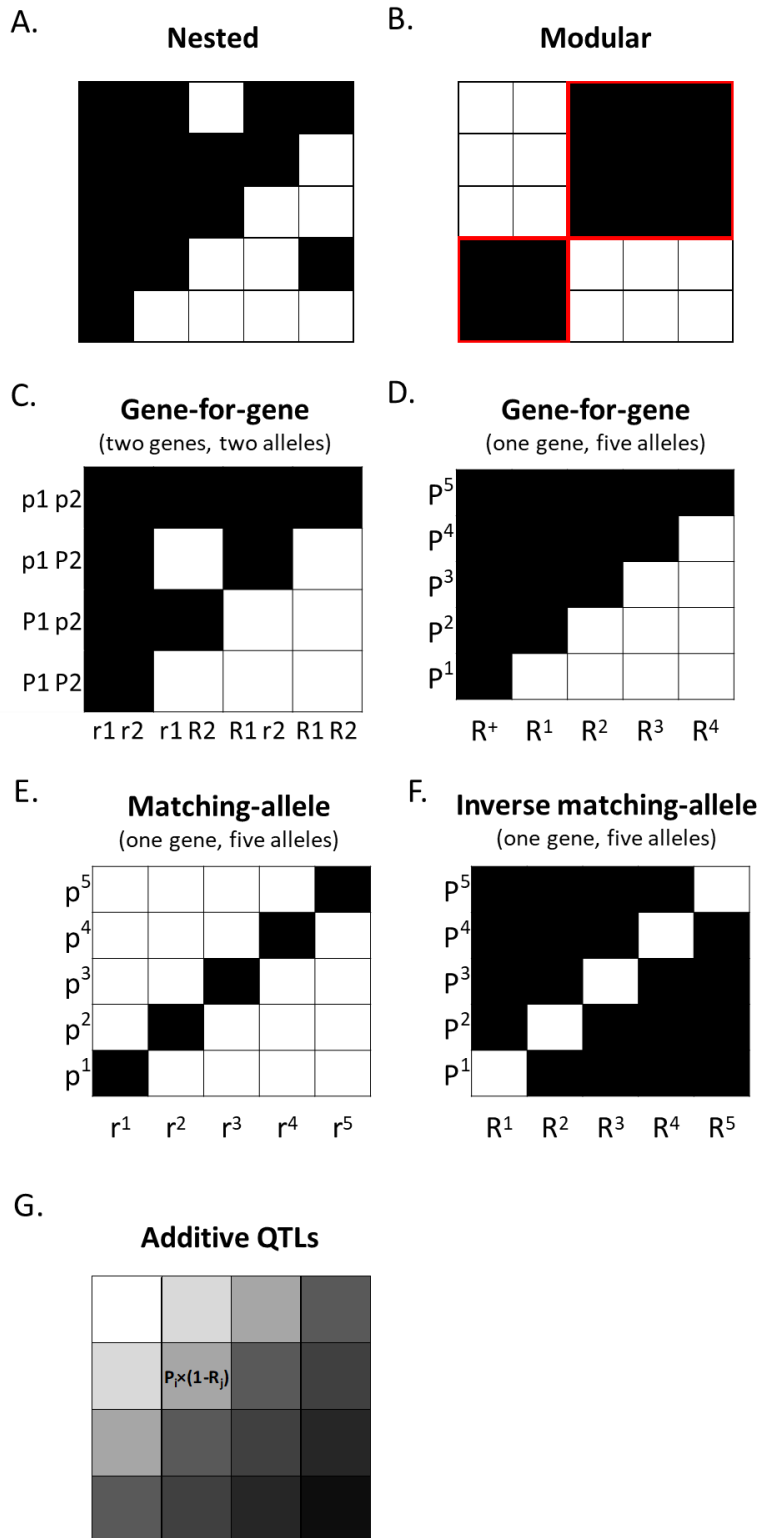 A.
Nested
B.
Modular
C.
Gene-for-gene
(two genes, two alleles)
p1 p2
p1 P2
P1 p2
P1 P2
r1 r2 r1 R2 R1 r2 R1 R2
D.
Gene-for-gene
(one gene, five alleles)
P⁵
P⁴
P³
P²
P¹
R⁺ R¹ R² R³ R⁴
E.
Matching-allele
(one gene, five alleles)
p⁵
p⁴
p³
p²
p¹
r¹ r² r³ r⁴ r⁵
F.
Inverse matching-allele
(one gene, five alleles)
P⁵
P⁴
P³
P²
P¹
R¹ R² R³ R⁴ R⁵
G.
Additive QTLs
Pᵢ×(1-Rⱼ)